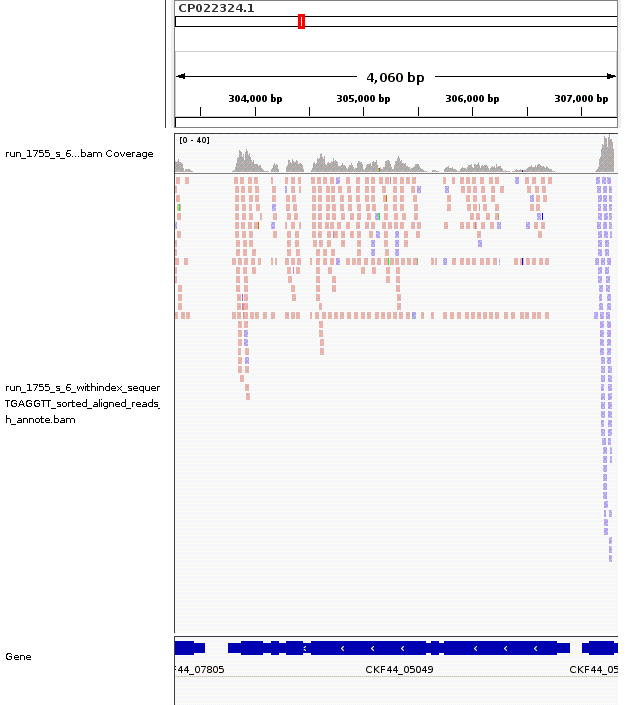 CP022324.1
4,060 bp
304,000 bp 305,000 bp 306,000 bp 307,000 bp
[0 - 40]
run_1755_s_6...bam Coverage
run_1755_s_6_withindex_sequer
TGAGGTT_sorted_aligned_reads_
h_annote.bam
Gene
F44_07805 CKF44_05049 CKF44_05